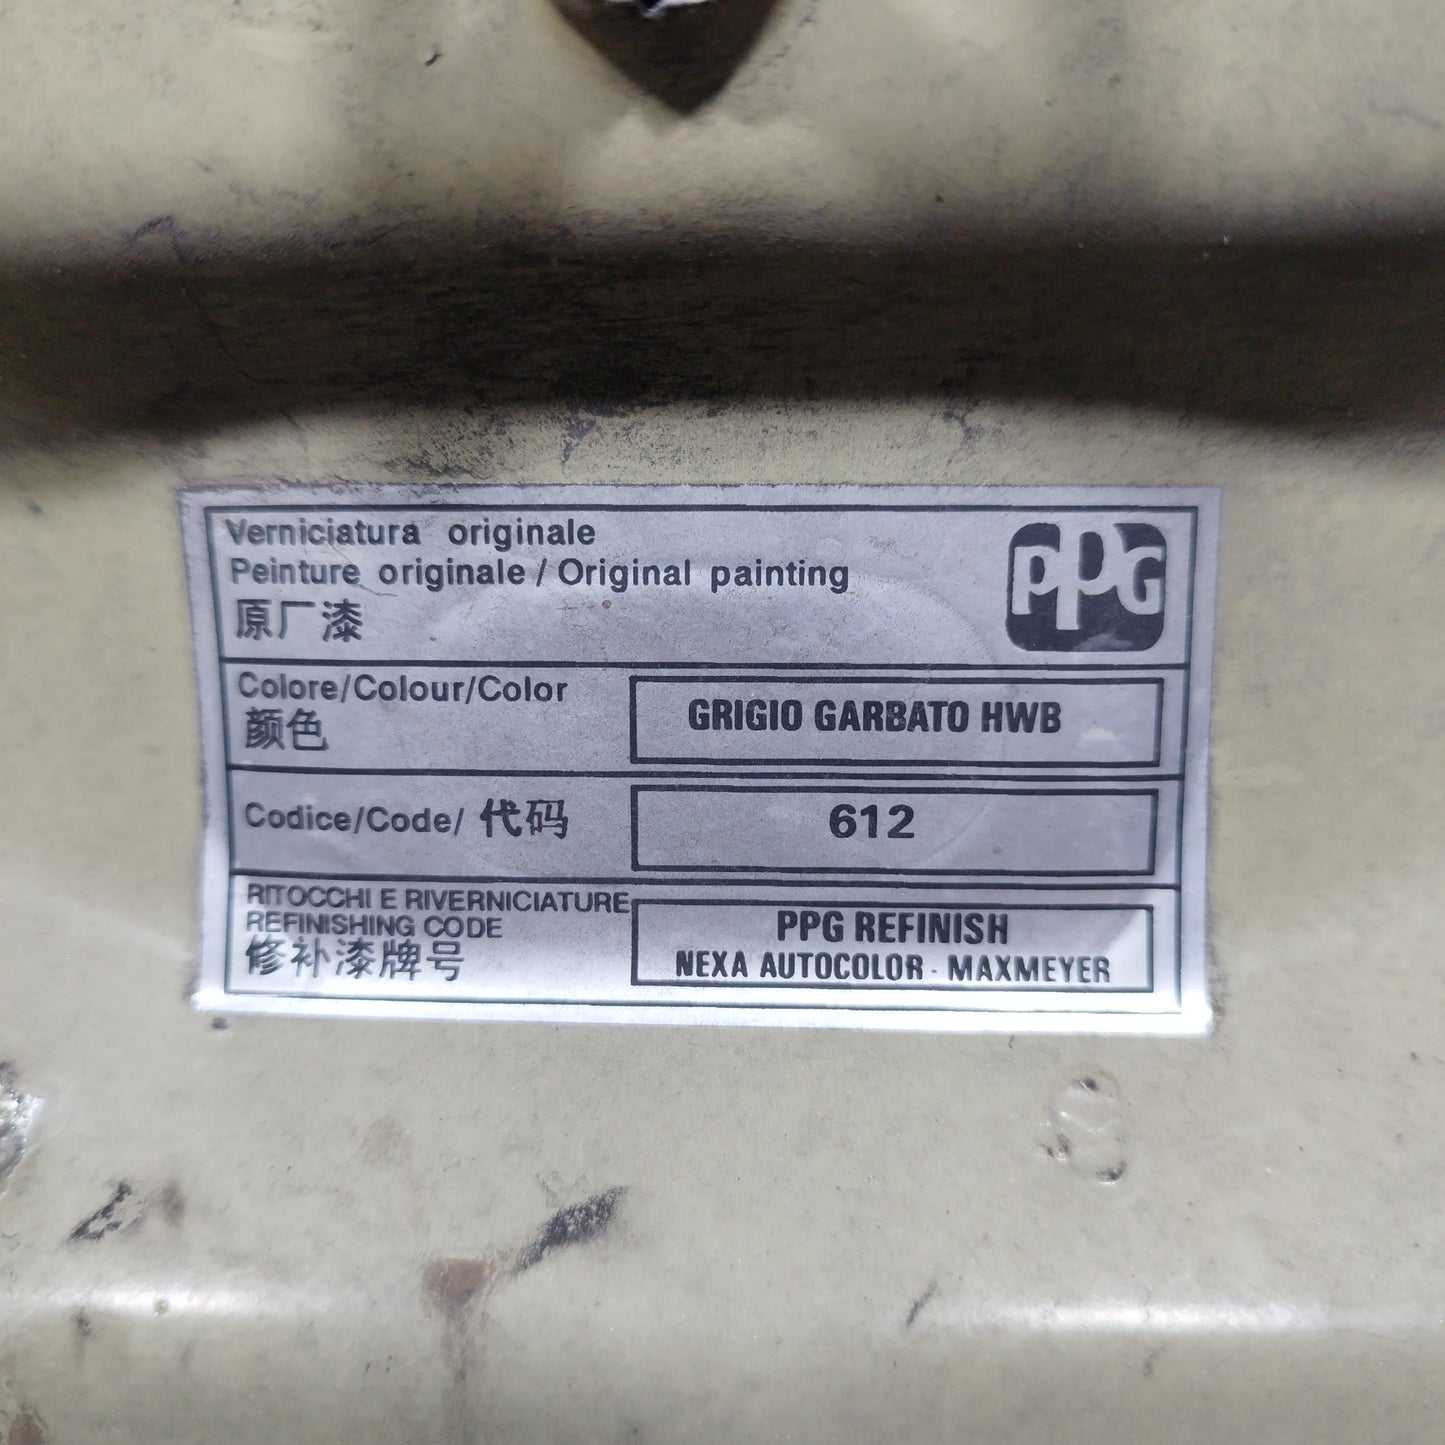 Verniciatura originale
Peinture originale / Original painting
原厂漆
PPG
Colore/Colour/Color
颜色
GRIGIO GARBATO HWB
Codice/Code/ 代码
612
RITOCCHI E RIVERNICIATURE
REFINISHING CODE
修补漆牌号
PPG REFINISH
NEXA AUTOCOLOR - MAXMEYER